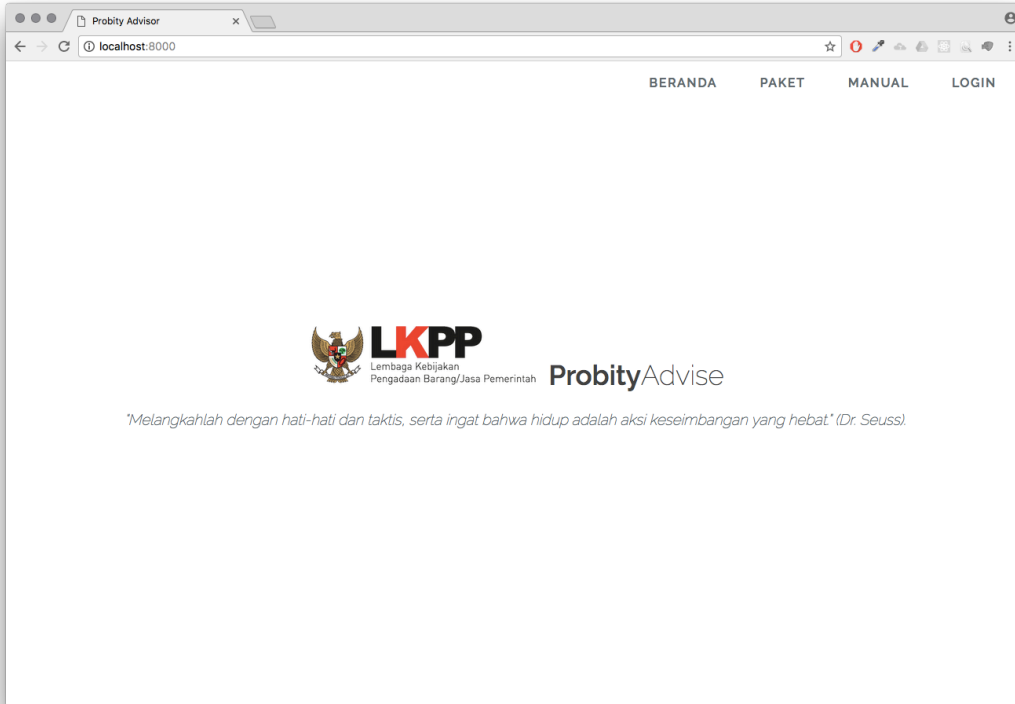 Probity Advisor
localhost:8000
BERANDA PAKET MANUAL LOGIN
LKPP
Lembaga Kebijakan
Pengadaan Barang/Jasa Pemerintah
ProbityAdvise
"Melangkahlah dengan hati-hati dan taktis, serta ingat bahwa hidup adalah aksi keseimbangan yang hebat." (Dr. Seuss).